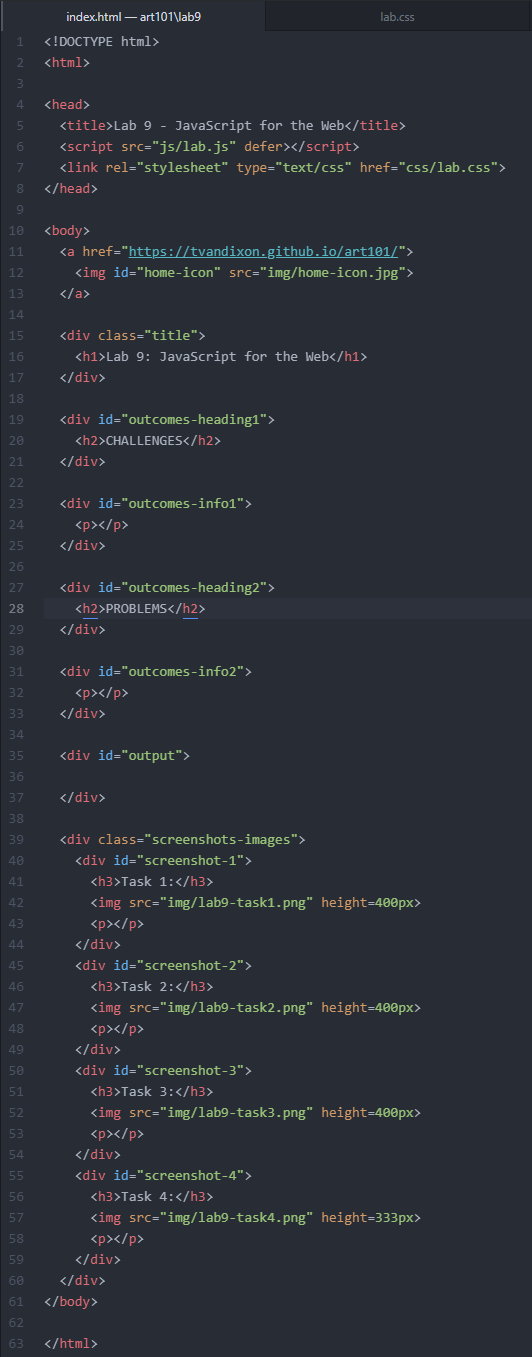 index.html — art101\lab9
lab.css
1 <!DOCTYPE html>
2 <html>
3
4 <head>
5   <title>Lab 9 - JavaScript for the Web</title>
6   <script src="js/lab.js" defer></script>
7   <link rel="stylesheet" type="text/css" href="css/lab.css">
8 </head>
9
10 <body>
11   <a href="https://tvandixon.github.io/art101/">
12     <img id="home-icon" src="img/home-icon.jpg">
13   </a>
14
15   <div class="title">
16     <h1>Lab 9: JavaScript for the Web</h1>
17   </div>
18
19   <div id="outcomes-heading1">
20     <h2>CHALLENGES</h2>
21   </div>
22
23   <div id="outcomes-info1">
24     <p></p>
25   </div>
26
27   <div id="outcomes-heading2">
28     <h2>PROBLEMS</h2>
29   </div>
30
31   <div id="outcomes-info2">
32     <p></p>
33   </div>
34
35   <div id="output">
36
37   </div>
38
39   <div class="screenshots-images">
40     <div id="screenshot-1">
41       <h3>Task 1:</h3>
42       <img src="img/lab9-task1.png" height=400px>
43       <p></p>
44     </div>
45     <div id="screenshot-2">
46       <h3>Task 2:</h3>
47       <img src="img/lab9-task2.png" height=400px>
48       <p></p>
49     </div>
50     <div id="screenshot-3">
51       <h3>Task 3:</h3>
52       <img src="img/lab9-task3.png" height=400px>
53       <p></p>
54     </div>
55     <div id="screenshot-4">
56       <h3>Task 4:</h3>
57       <img src="img/lab9-task4.png" height=333px>
58       <p></p>
59     </div>
60   </div>
61 </body>
62
63 </html>